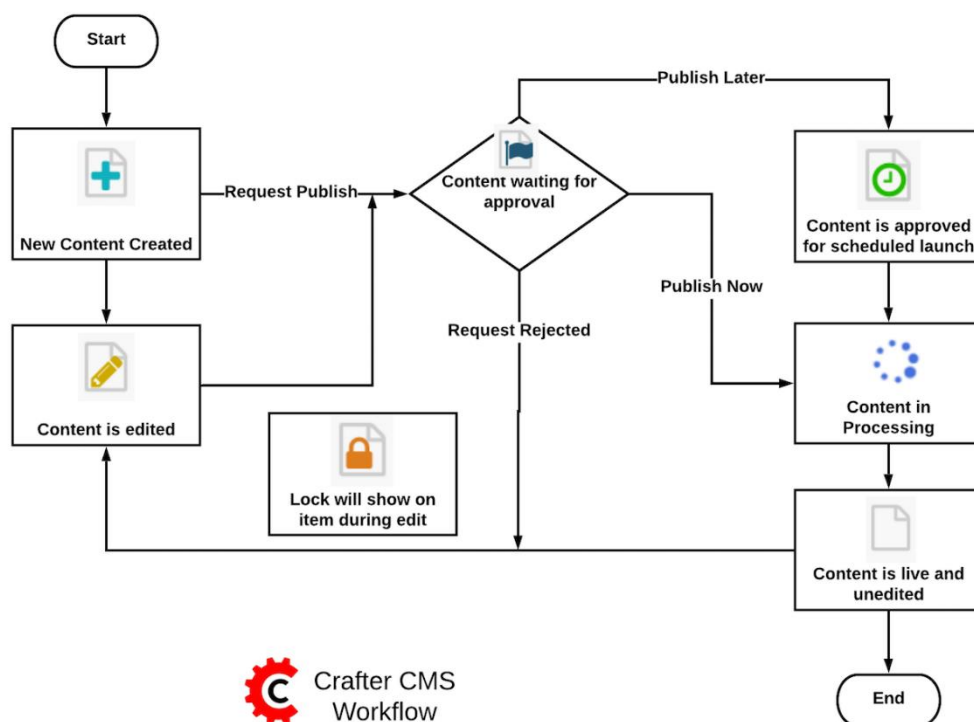 Start
New Content Created
Request Publish
Content waiting for
approval
Publish Later
Content is approved
for scheduled launch
Publish Now
Request Rejected
Content is edited
Lock will show on
item during edit
Content in
Processing
Content is live and
unedited
End
C
Crafter CMS
Workflow